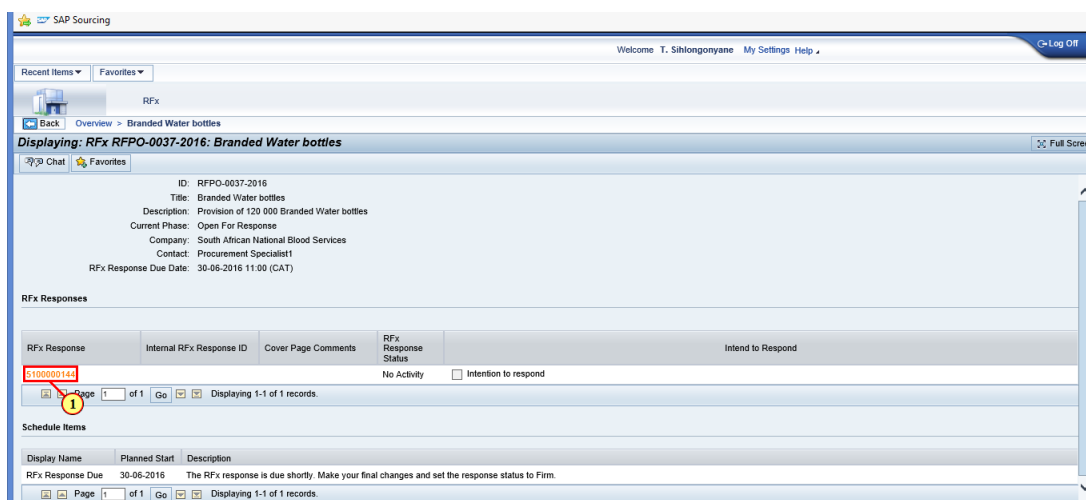 SAP Sourcing
Welcome T. Sihlongonyane My Settings Help
Log Off
Recent Items Favorites
RFx
Back Overview > Branded Water bottles
Displaying: RFx RFPO-0037-2016: Branded Water bottles
Full Scre
Chat Favorites
ID: RFPO-0037-2016
Title: Branded Water bottles
Description: Provision of 120 000 Branded Water bottles
Current Phase: Open For Response
Company: South African National Blood Services
Contact: Procurement Specialist1
RFx Response Due Date: 30-06-2016 11:00 (CAT)
RFx Responses
RFx Response Internal RFx Response ID Cover Page Comments RFx Response Status Intend to Respond
5100000144 No Activity Intention to respond
Page 1 of 1 Go Displaying 1-1 of 1 records.
1
Schedule Items
Display Name Planned Start Description
RFx Response Due 30-06-2016 The RFx response is due shortly. Make your final changes and set the response status to Firm.
Page 1 of 1 Go Displaying 1-1 of 1 records.